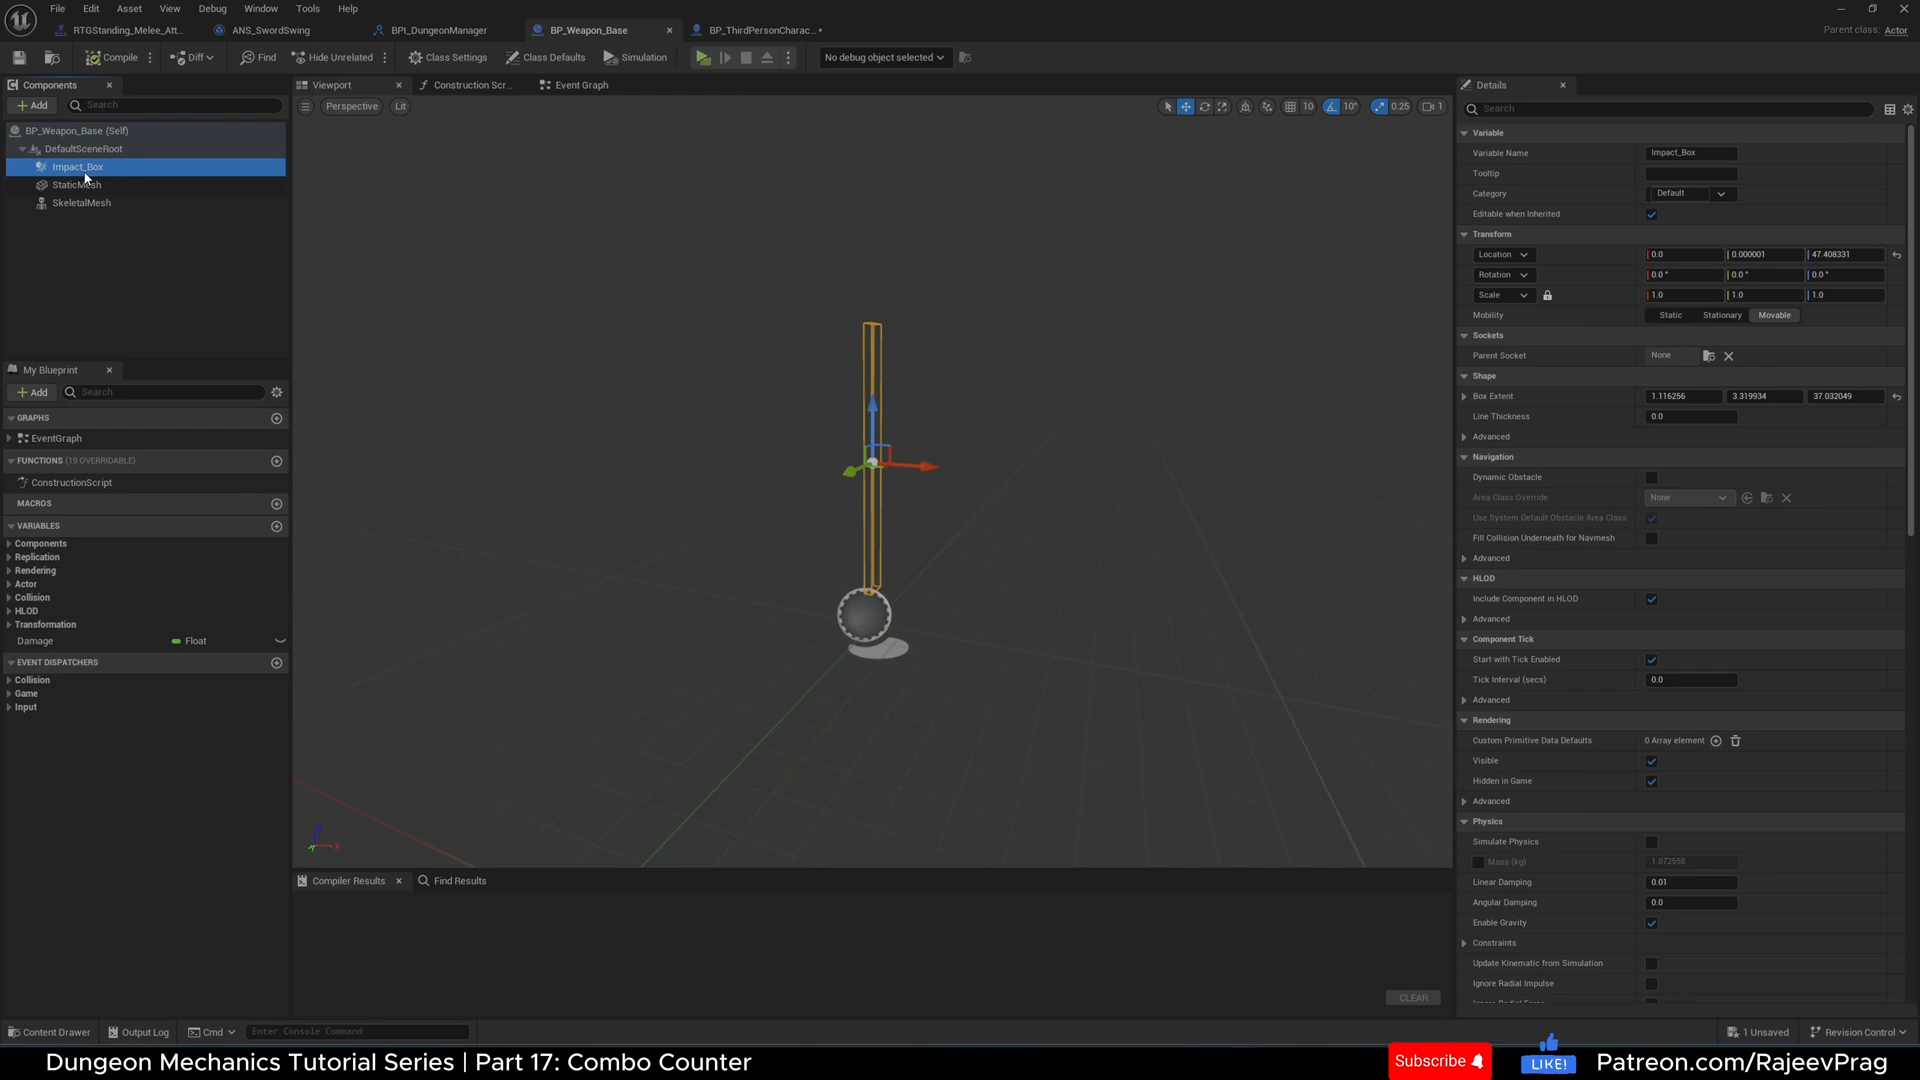 File Edit Asset View Debug Window Tools Help
RTGStanding_Melee_Att... ANS_SwordSwing BPI_DungeonManager BP_Weapon_Base BP_ThirdPersonCharac...•
Parent class: Actor
Compile Diff Find Hide Unrelated Class Settings Class Defaults Simulation No debug object selected
Components
Add Search
BP_Weapon_Base (Self)
DefaultSceneRoot
Impact_Box
StaticMesh
SkeletalMesh
My Blueprint
Add Search
GRAPHS
EventGraph
FUNCTIONS (19 OVERRIDABLE)
ConstructionScript
MACROS
VARIABLES
Components
Replication
Rendering
Actor
Collision
HLOD
Transformation
Damage Float
EVENT DISPATCHERS
Collision
Game
Input
Viewport Construction Scr... Event Graph
Perspective Lit 10 10° 0.25 1
X
Compiler Results Find Results
CLEAR
Details
Search
Variable
Variable Name Impact_Box
Tooltip
Category Default
Editable when Inherited
Transform
Location 0.0 0.000001 47.408331
Rotation 0.0 ° 0.0 ° 0.0 °
Scale 1.0 1.0 1.0
Mobility Static Stationary Movable
Sockets
Parent Socket None
Shape
Box Extent 1.116256 3.319934 37.032049
Line Thickness 0.0
Advanced
Navigation
Dynamic Obstacle
Area Class Override None
Use System Default Obstacle Area Class
Fill Collision Underneath for Navmesh
Advanced
HLOD
Include Component in HLOD
Advanced
Component Tick
Start with Tick Enabled
Tick Interval (secs) 0.0
Advanced
Rendering
Custom Primitive Data Defaults 0 Array element
Visible
Hidden in Game
Advanced
Physics
Simulate Physics
Mass (kg) 1.072558
Linear Damping 0.01
Angular Damping 0.0
Enable Gravity
Constraints
Update Kinematic from Simulation
Ignore Radial Impulse
Content Drawer Output Log Cmd Enter Console Command 1 Unsaved Revision Control
Dungeon Mechanics Tutorial Series | Part 17: Combo Counter Subscribe LIKE! Patreon.com/RajeevPrag